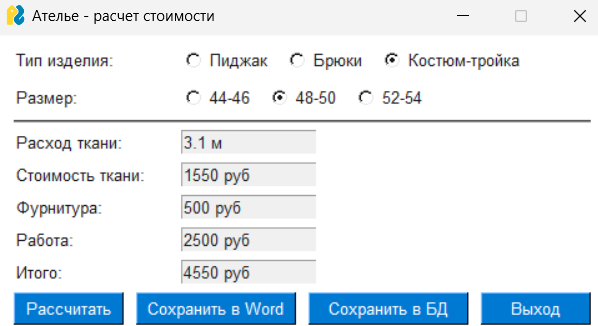 Ателье - расчет стоимости
Тип изделия: Пиджак Брюки Костюм-тройка
Размер: 44-46 48-50 52-54
Расход ткани: 3.1 м
Стоимость ткани: 1550 руб
Фурнитура: 500 руб
Работа: 2500 руб
Итого: 4550 руб
Рассчитать Сохранить в Word Сохранить в БД Выход